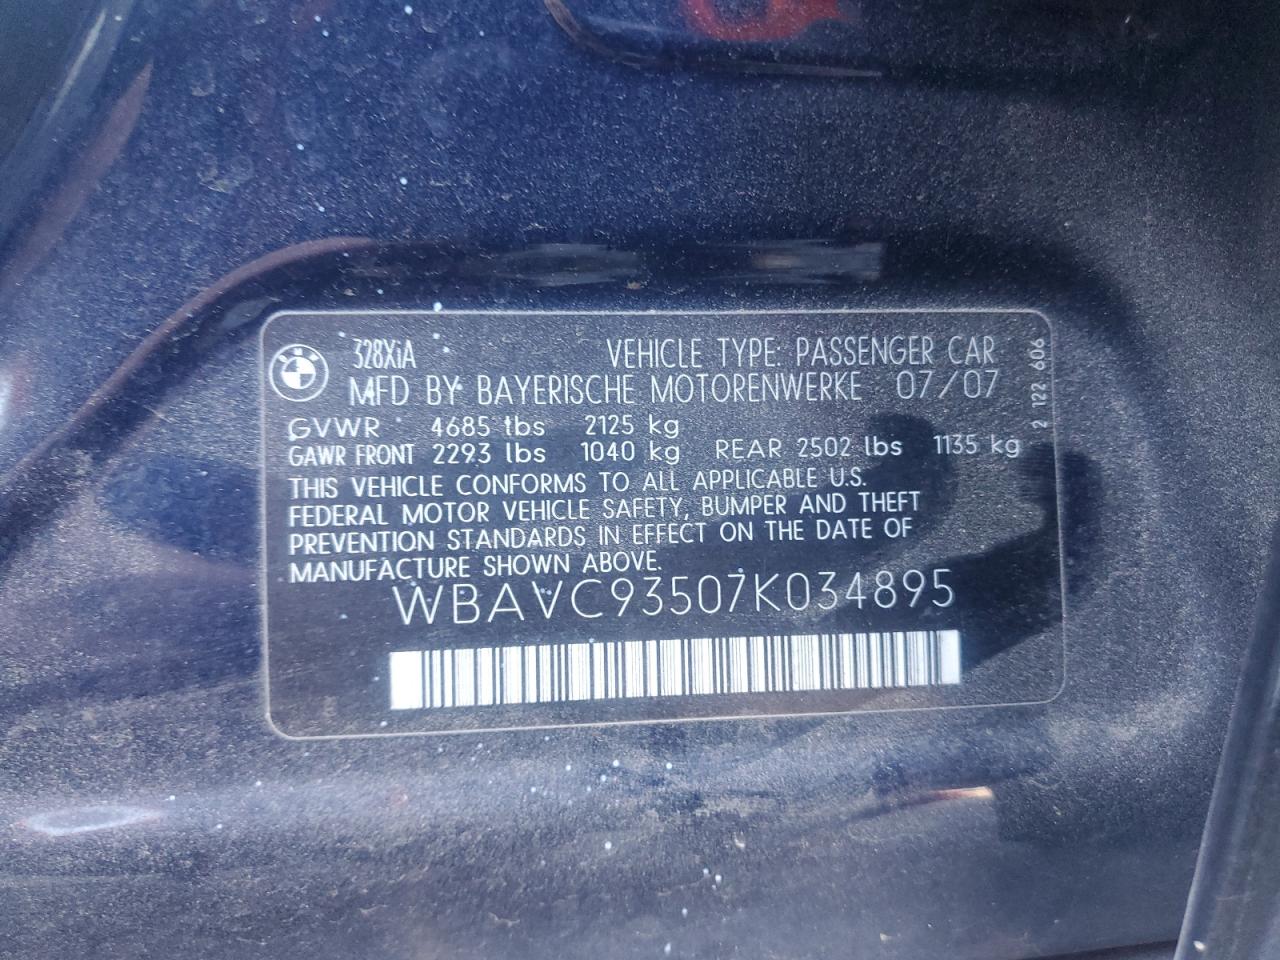 328XiA VEHICLE TYPE: PASSENGER CAR
MFD BY BAYERISCHE MOTORENWERKE 07/07
GVWR 4685 lbs 2125 kg
GAWR FRONT 2293 lbs 1040 kg REAR 2502 lbs 1135 kg
THIS VEHICLE CONFORMS TO ALL APPLICABLE U.S.
FEDERAL MOTOR VEHICLE SAFETY, BUMPER AND THEFT
PREVENTION STANDARDS IN EFFECT ON THE DATE OF
MANUFACTURE SHOWN ABOVE.
WBAVC93507K034895
2 122 606